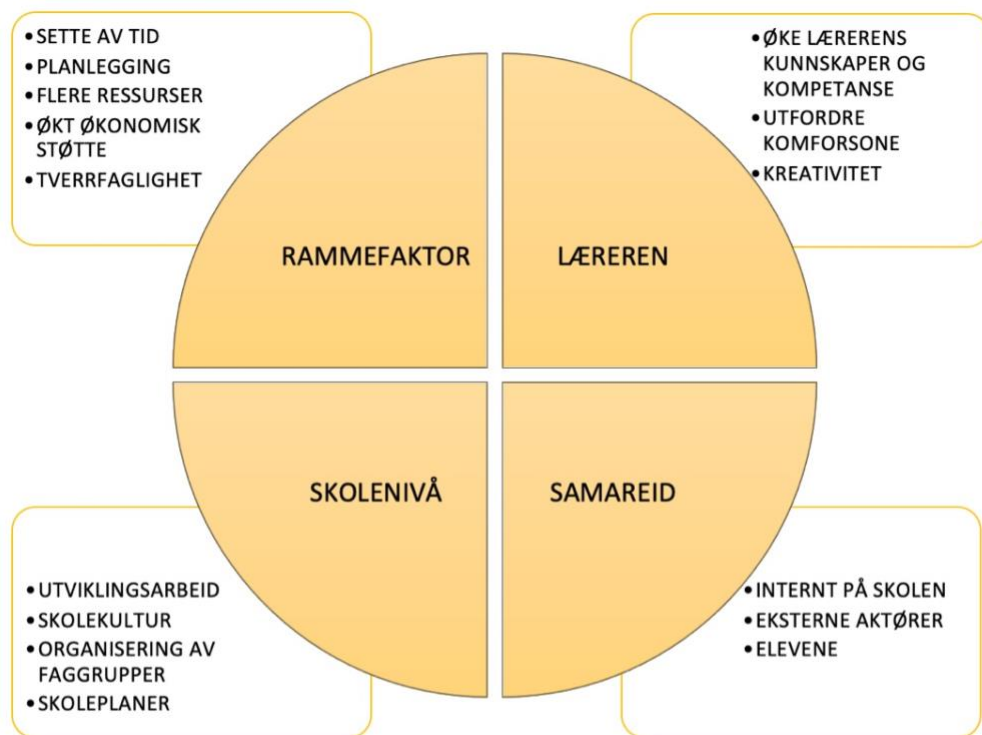 • SETTE AV TID
• PLANLEGGING
• FLERE RESSURSER
• ØKT ØKONOMISK
STØTTE
• TVERRFAGLIGHET
• ØKE LÆRERENS
KUNNSKAPER OG
KOMPETANSE
• UTFORDRE
KOMFORSONE
• KREATIVITET
RAMMEFAKTOR
LÆREREN
SKOLENIVÅ
SAMAREID
• UTVIKLINGSARBEID
• SKOLEKULTUR
• ORGANISERING AV
FAGGRUPPER
• SKOLEPLANER
• INTERNT PÅ SKOLEN
• EKSTERNE AKTØRER
• ELEVENE